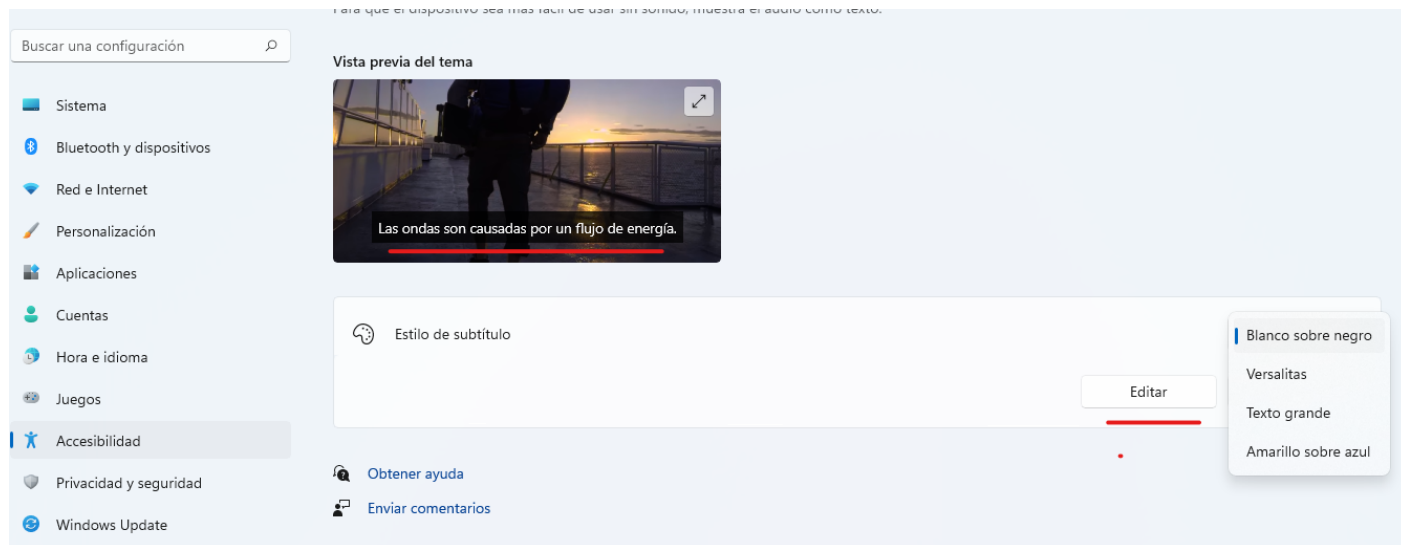 Para que el dispositivo sea más fácil de usar sin sonido, muestra el audio como texto.
Buscar una configuración
Sistema
Bluetooth y dispositivos
Red e Internet
Personalización
Aplicaciones
Cuentas
Hora e idioma
Juegos
Accesibilidad
Privacidad y seguridad
Windows Update
Vista previa del tema
Las ondas son causadas por un flujo de energía.
Estilo de subtítulo
Editar
Blanco sobre negro
Versalitas
Texto grande
Amarillo sobre azul
Obtener ayuda
Enviar comentarios